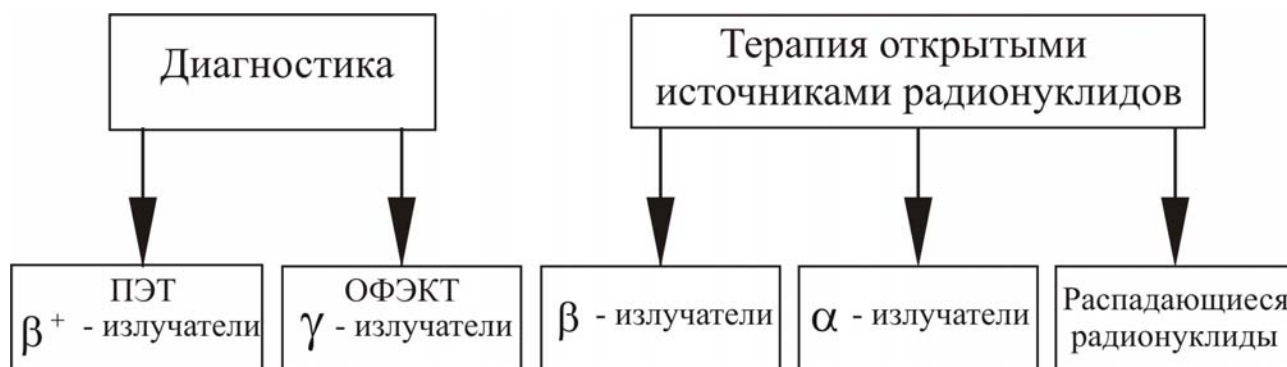 Диагностика
Терапия открытыми
источниками радионуклидов
ПЭТ
β⁺ - излучатели
ОФЭКТ
γ - излучатели
β - излучатели
α - излучатели
Распадающиеся
радионуклиды